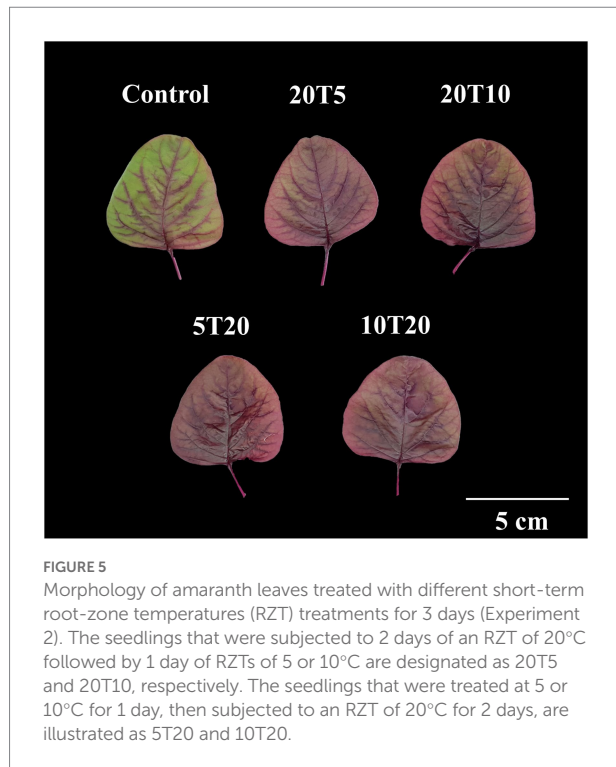 Control 20T5 20T10
5T20 10T20
5 cm
FIGURE 5
Morphology of amaranth leaves treated with different short-term
root-zone temperatures (RZT) treatments for 3 days (Experiment
2). The seedlings that were subjected to 2 days of an RZT of 20°C
followed by 1 day of RZTs of 5 or 10°C are designated as 20T5
and 20T10, respectively. The seedlings that were treated at 5 or
10°C for 1 day, then subjected to an RZT of 20°C for 2 days, are
illustrated as 5T20 and 10T20.